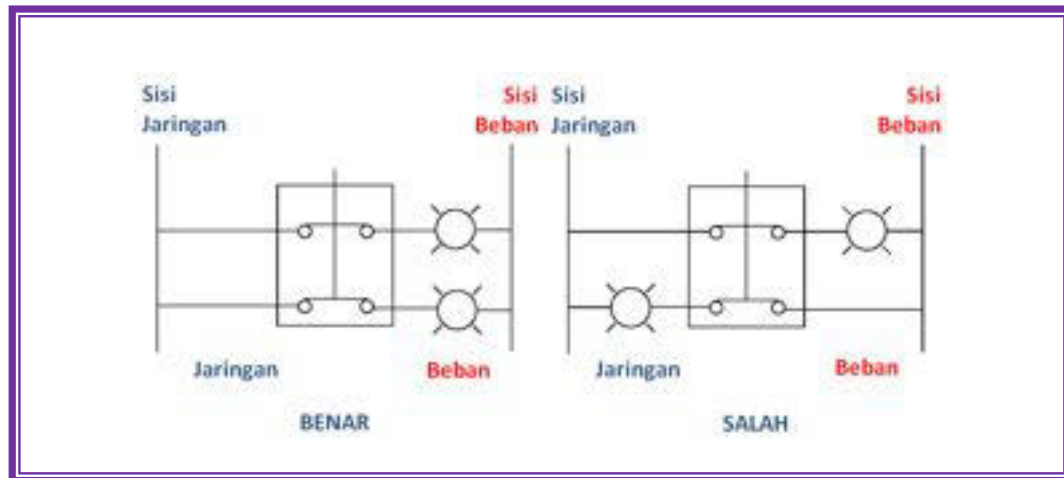 Sisi
Jaringan
Sisi
Beban
Jaringan
Beban
BENAR
Sisi
Jaringan
Sisi
Beban
Jaringan
Beban
SALAH